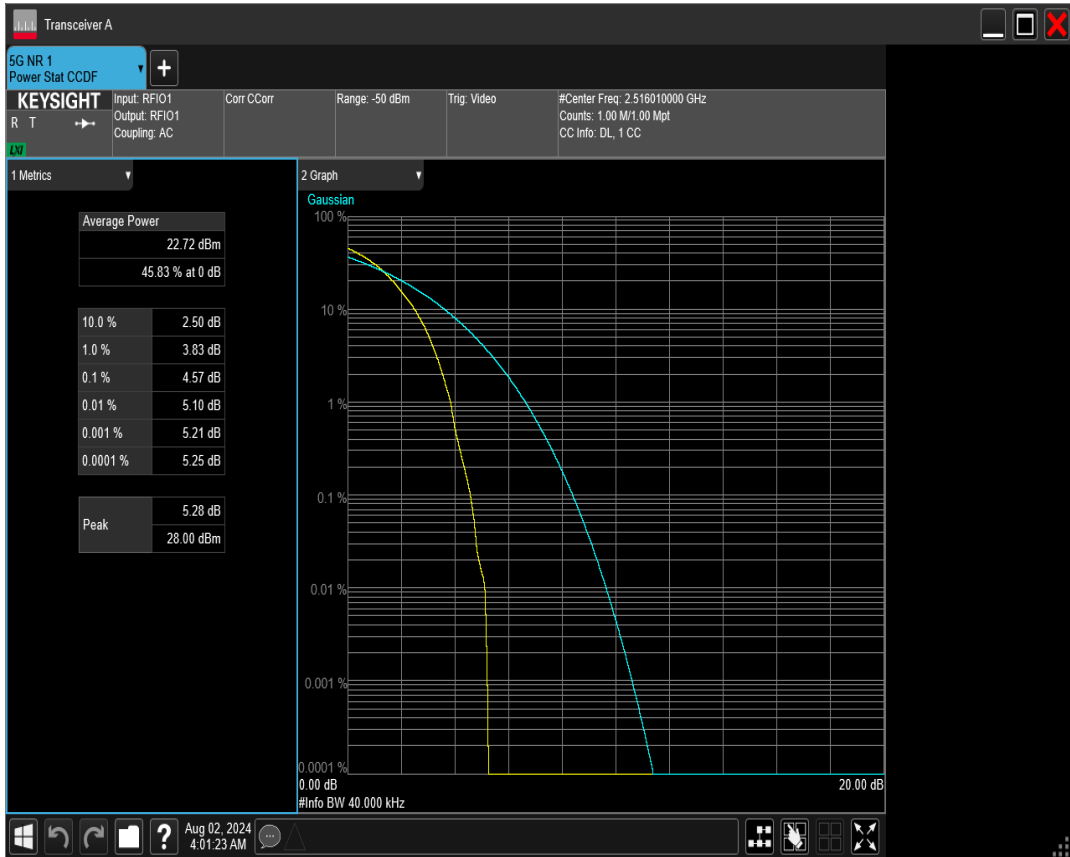 Transceiver A
5G NR 1
Power Stat CCDF
+
KEYSIGHT
R T
LXI
Input: RFIO1
Output: RFIO1
Coupling: AC
Corr CCorr
Range: -50 dBm
Trig: Video
#Center Freq: 2.516010000 GHz
Counts: 1.00 M/1.00 Mpt
CC Info: DL, 1 CC
1 Metrics
Average Power
22.72 dBm
45.83 % at 0 dB
10.0 % 2.50 dB
1.0 % 3.83 dB
0.1 % 4.57 dB
0.01 % 5.10 dB
0.001 % 5.21 dB
0.0001 % 5.25 dB
Peak
5.28 dB
28.00 dBm
2 Graph
Gaussian
100 %
10 %
1 %
0.1 %
0.01 %
0.001 %
0.0001 %
0.00 dB 20.00 dB
#Info BW 40.000 kHz
?
Aug 02, 2024
4:01:23 AM